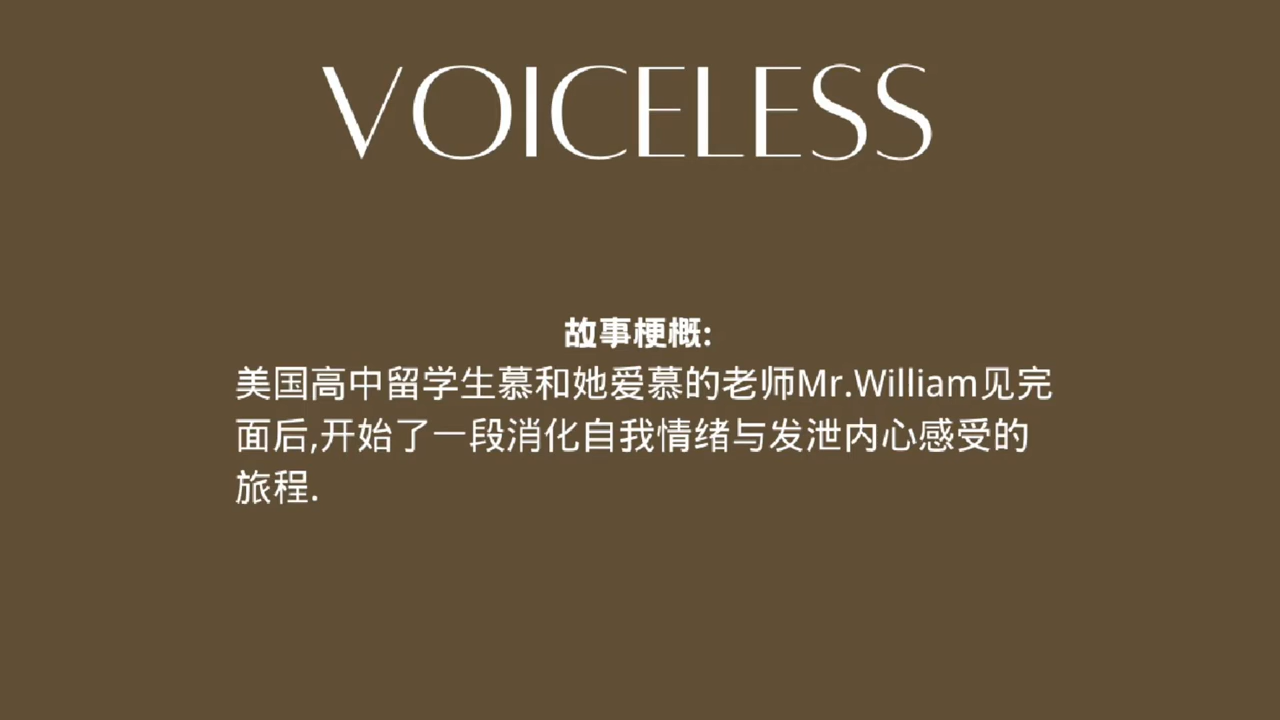 VOICELESS
故事梗概:
美国高中留学生慕和她爱慕的老师Mr.William见完
面后,开始了一段消化自我情绪与发泄内心感受的
旅程.